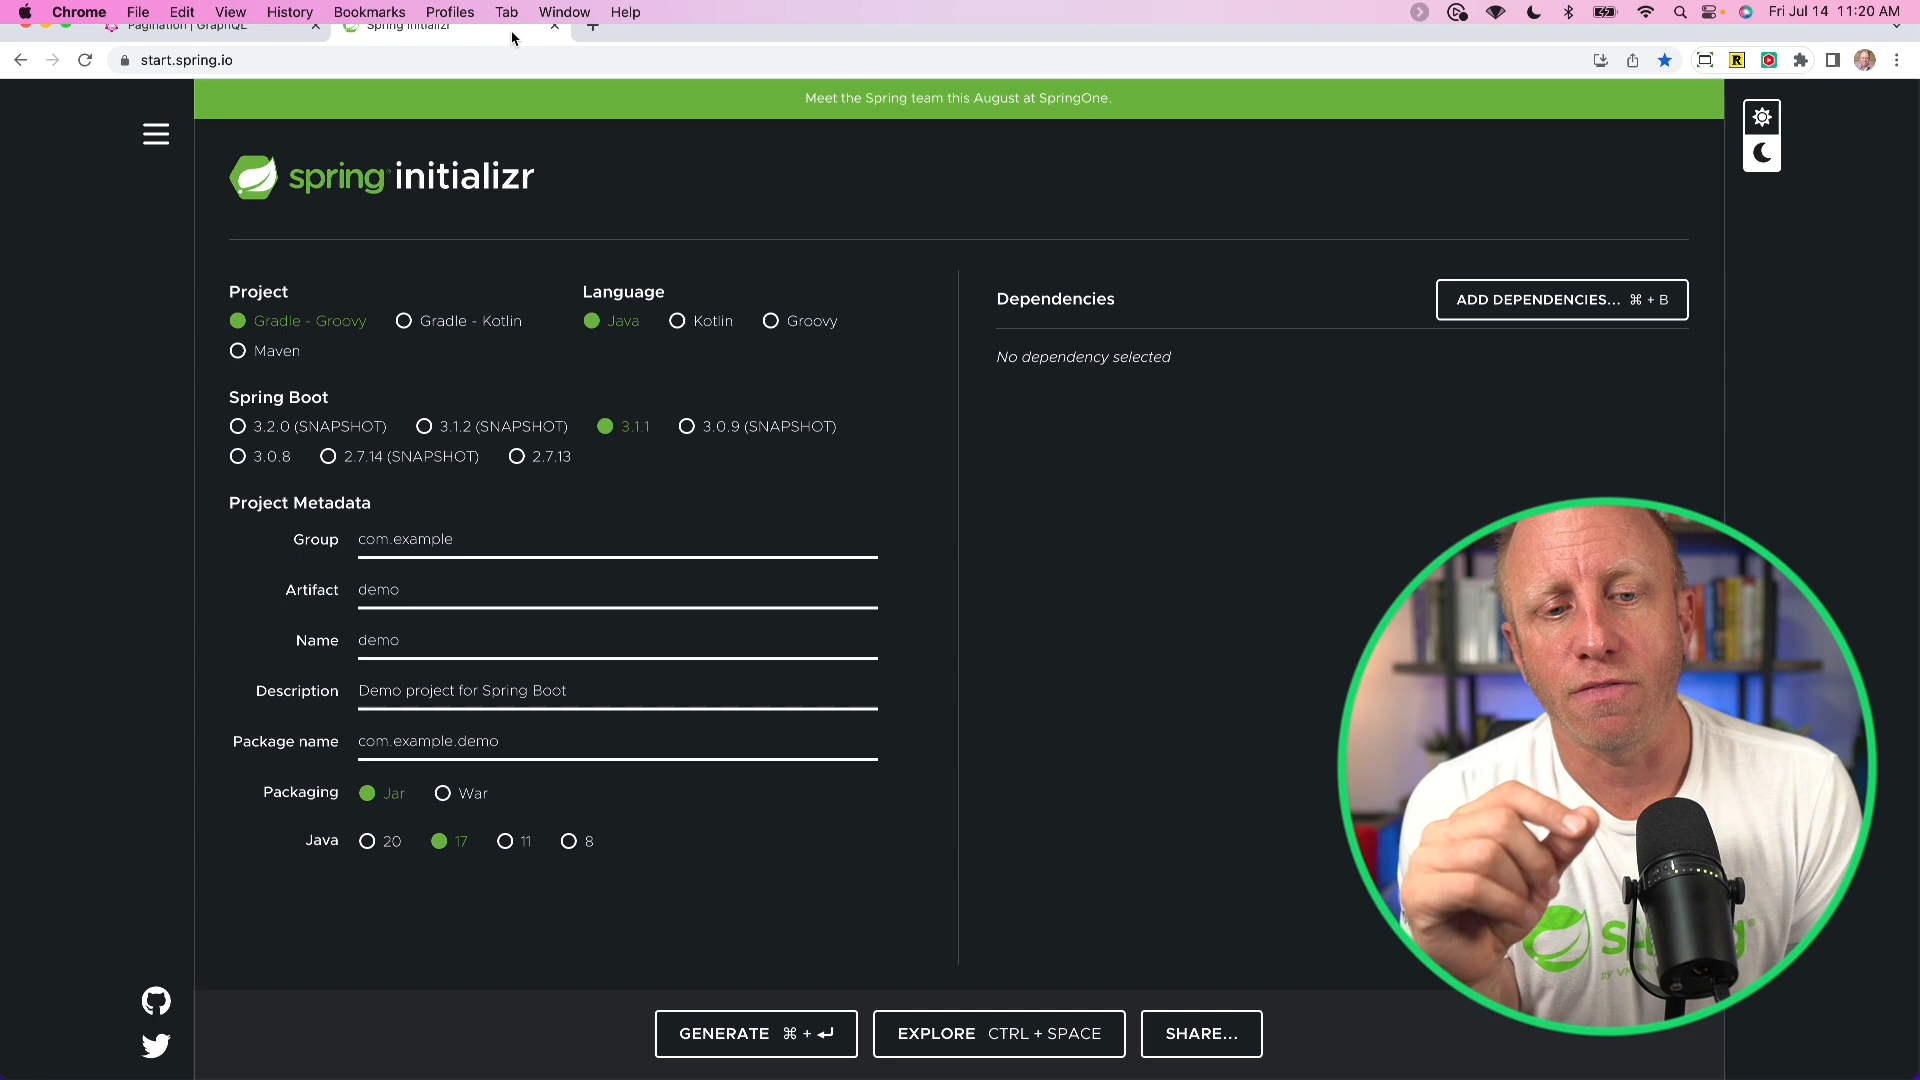 Chrome File Edit View History Bookmarks Profiles Tab Window Help Fri Jul 14 11:20 AM
Pagination | GraphQL Spring Initializr
start.spring.io
Meet the Spring team this August at SpringOne.
spring initializr
Project Language
Gradle - Groovy Gradle - Kotlin Java Kotlin Groovy
Maven
Dependencies ADD DEPENDENCIES... ⌘ + B
No dependency selected
Spring Boot
3.2.0 (SNAPSHOT) 3.1.2 (SNAPSHOT) 3.1.1 3.0.9 (SNAPSHOT)
3.0.8 2.7.14 (SNAPSHOT) 2.7.13
Project Metadata
Group com.example
Artifact demo
Name demo
Description Demo project for Spring Boot
Package name com.example.demo
Packaging Jar War
Java 20 17 11 8
GENERATE ⌘ + ↵ EXPLORE CTRL + SPACE SHARE...